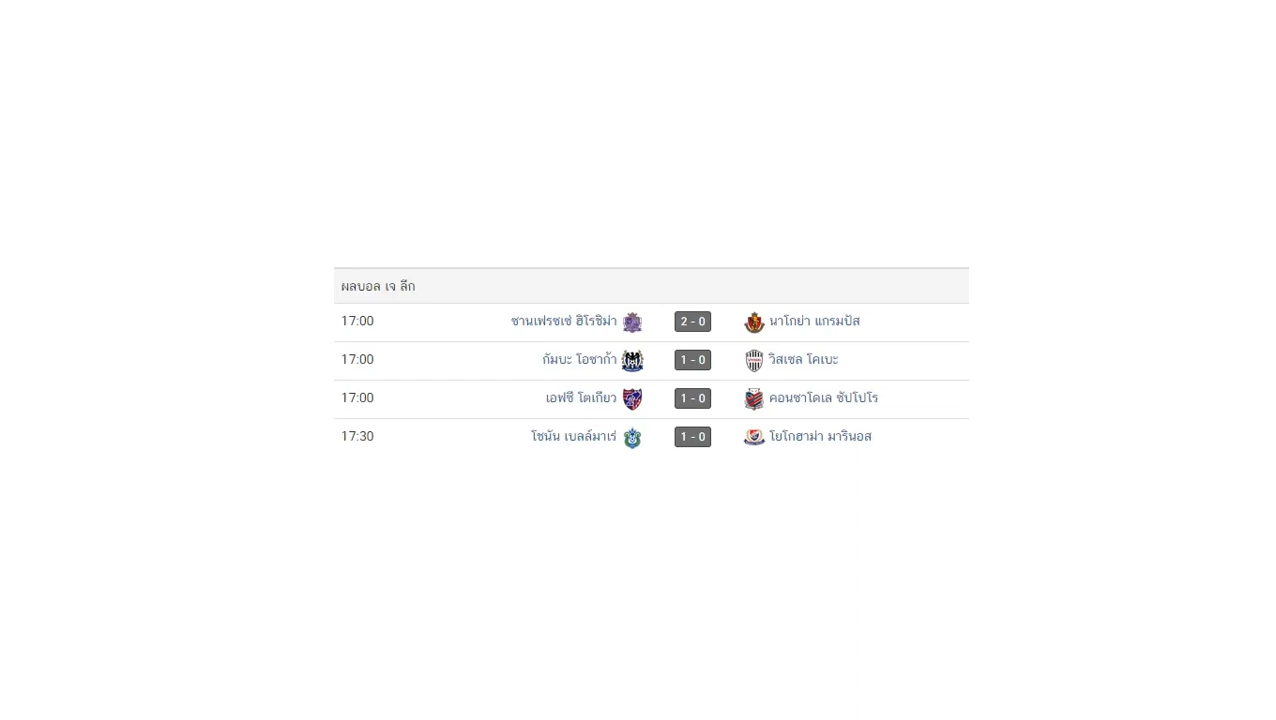 ผลบอล เจ ลีก
17:00 ซานเฟรซเซ่ ฮิโรชิม่า 2 - 0 นาโกย่า แกรมปัส
17:00 กัมบะ โอซาก้า 1 - 0 วิสเซล โคเบะ
17:00 เอฟซี โตเกียว 1 - 0 คอนซาโดเล ซัปโปโร
17:30 โชนัน เบลล์มาเร่ 1 - 0 โยโกฮาม่า มารินอส